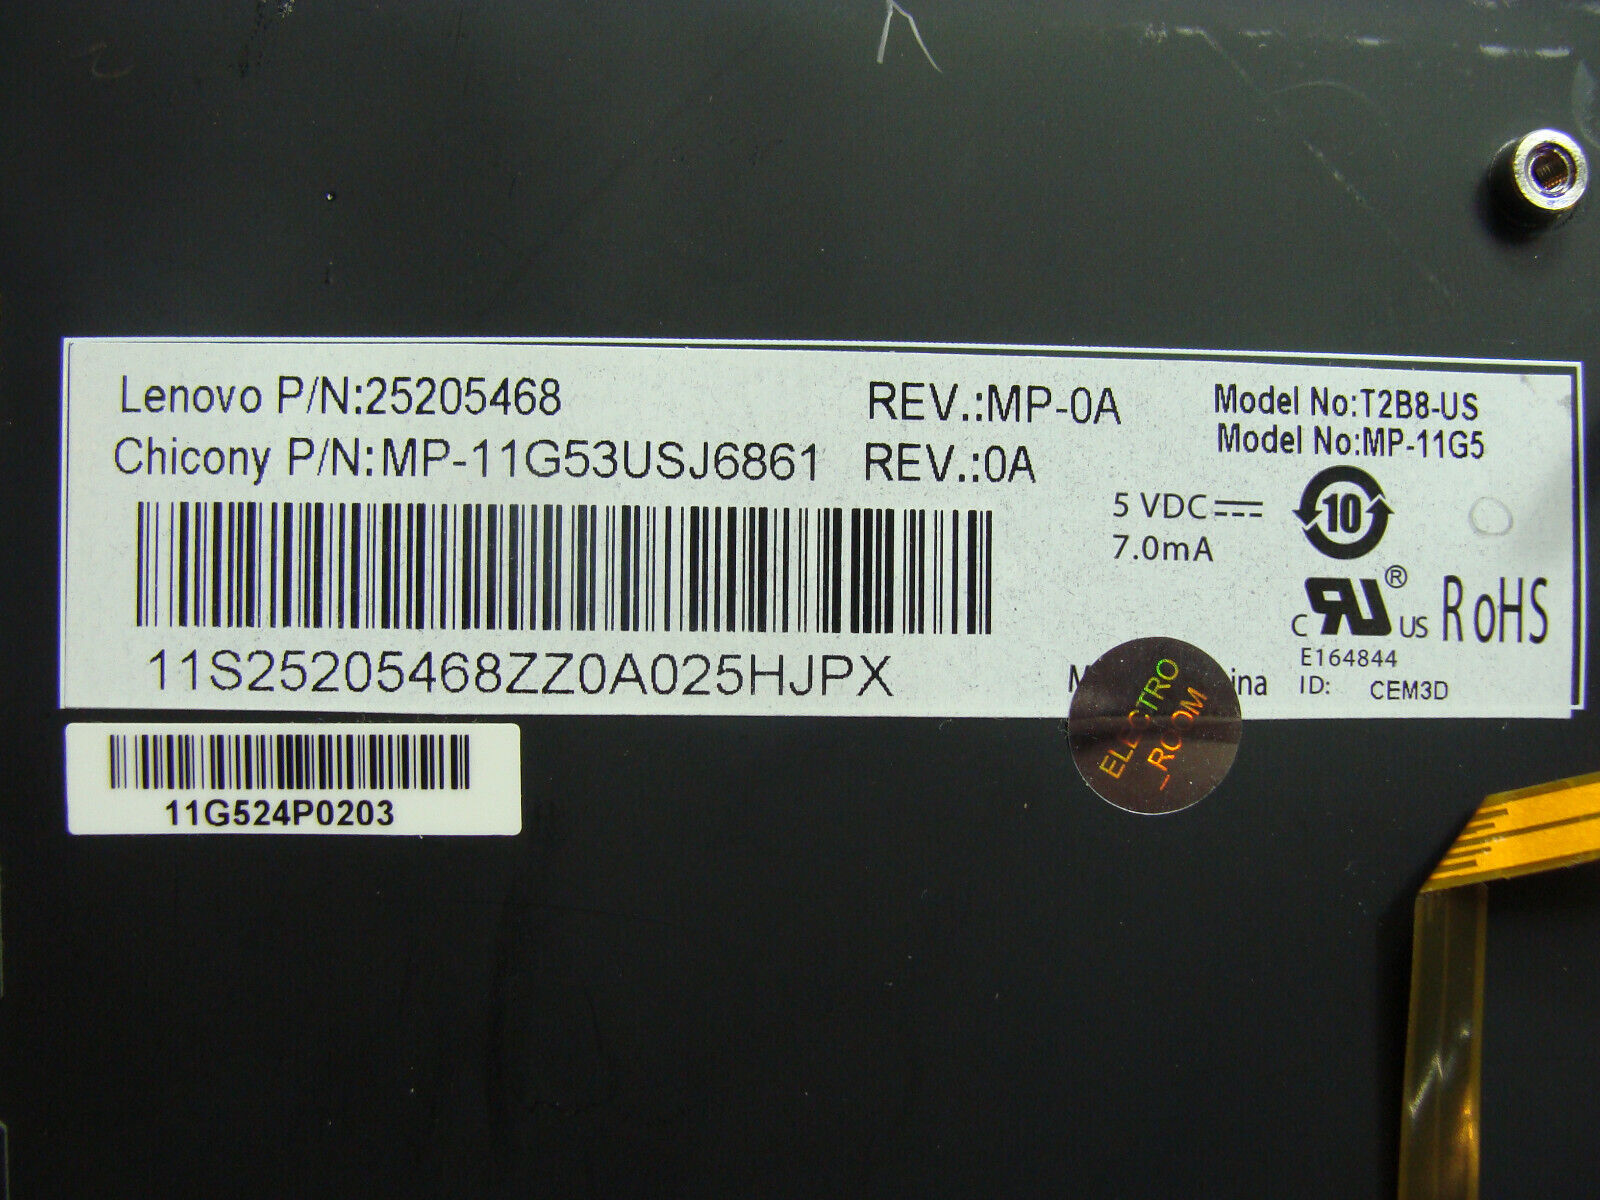 Lenovo P/N:25205468 REV.:MP-0A
Chicony P/N:MP-11G53USJ6861 REV.:0A
Model No:T2B8-US
Model No:MP-11G5
5 VDC
7.0mA
10
C RU® US RoHS
E164844
ID: CEM3D
11S25205468ZZ0A025HJPX
ELECTRO
_ROOM
11G524P0203